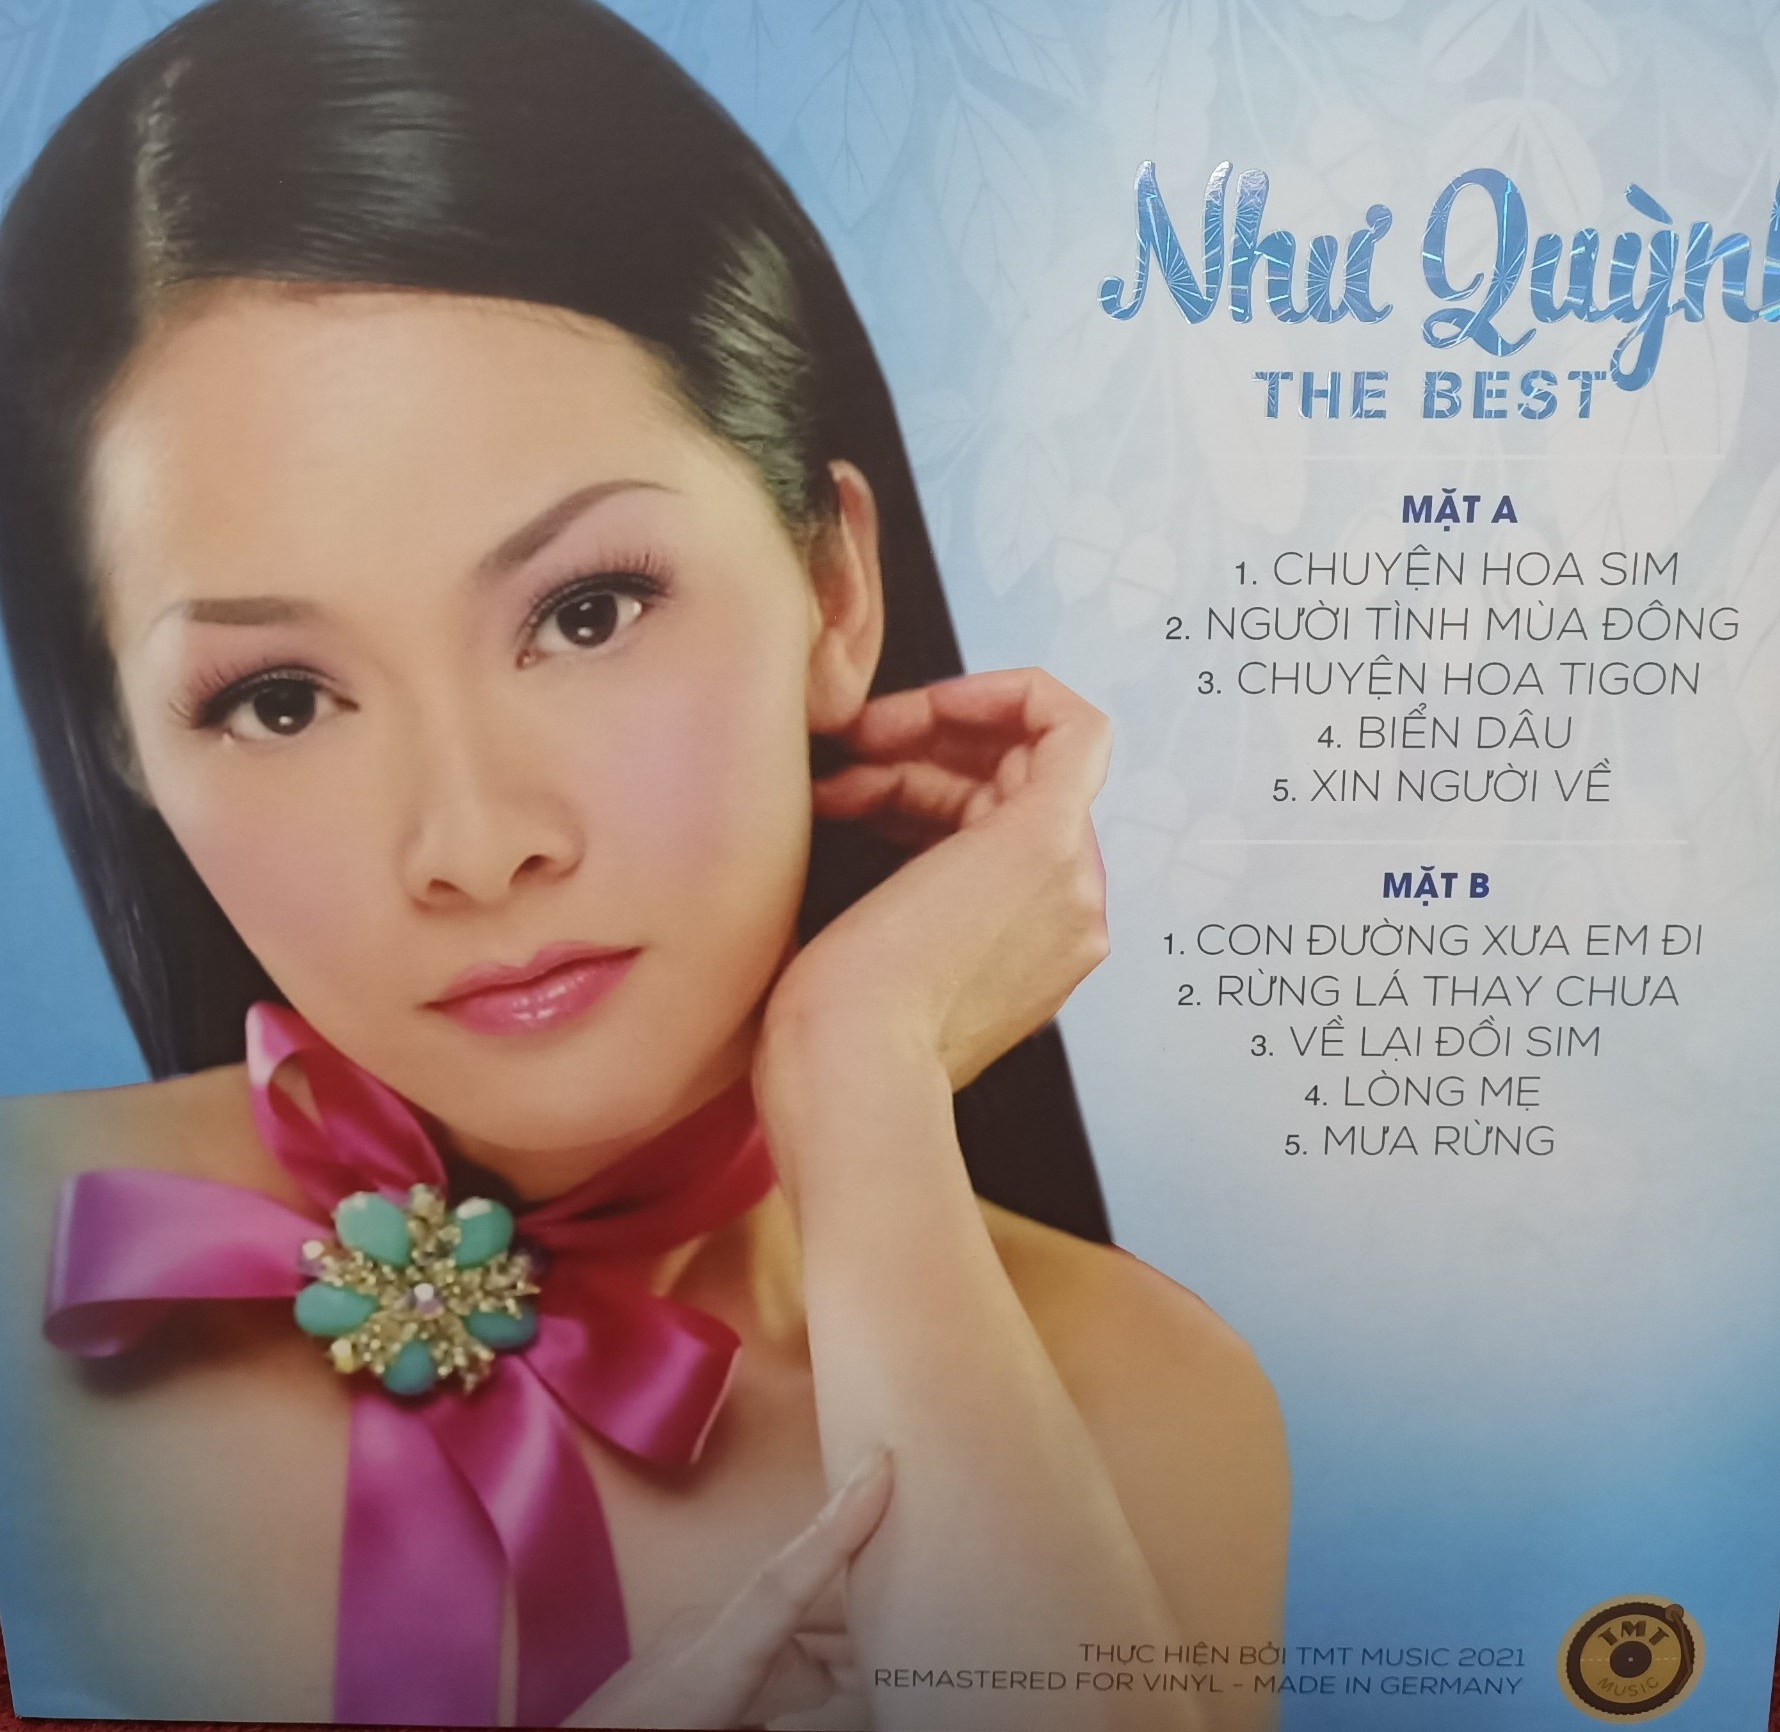 Như Quỳnh
THE BEST
MẶT A
1. CHUYỆN HOA SIM
2. NGƯỜI TÌNH MÙA ĐÔNG
3. CHUYỆN HOA TIGON
4. BIỂN DÂU
5. XIN NGƯỜI VỀ
MẶT B
1. CON ĐƯỜNG XƯA EM ĐI
2. RỪNG LÁ THAY CHƯA
3. VỀ LẠI ĐỒI SIM
4. LÒNG MẸ
5. MƯA RỪNG
THỰC HIỆN BỞI TMT MUSIC 2021
REMASTERED FOR VINYL - MADE IN GERMANY
TMT
MUSIC